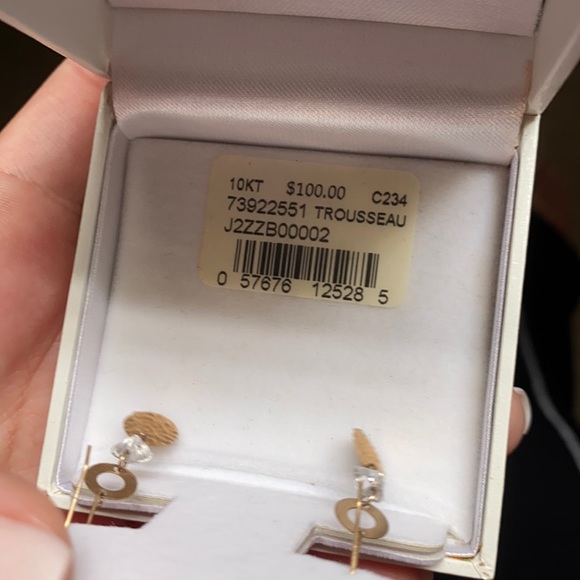 10KT $100.00 C234
73922551 TROUSSEAU
J2ZZB00002
0 57676 12528 5